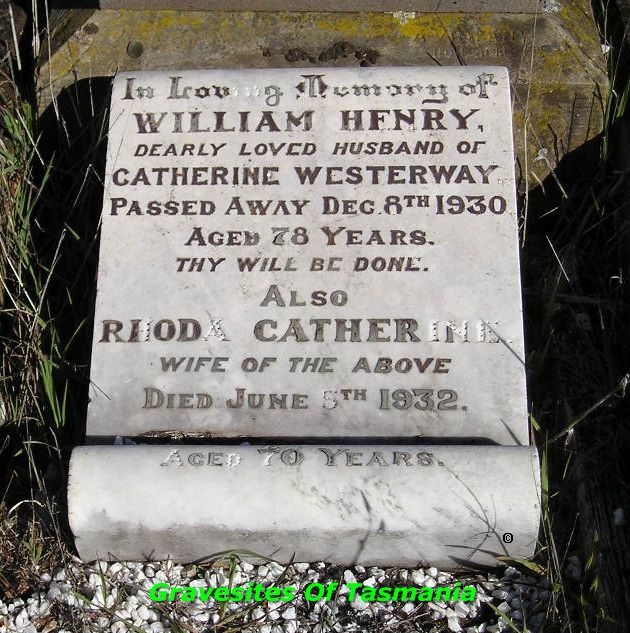 In Loving Memory of
WILLIAM HENRY,
DEARLY LOVED HUSBAND OF
CATHERINE WESTERWAY
PASSED AWAY DEC. 8TH 1930
AGED 78 YEARS.
THY WILL BE DONE.
ALSO
RHODA CATHERINE.
WIFE OF THE ABOVE
DIED JUNE 5TH 1932.
AGED 70 YEARS.
©
Gravesites Of Tasmania